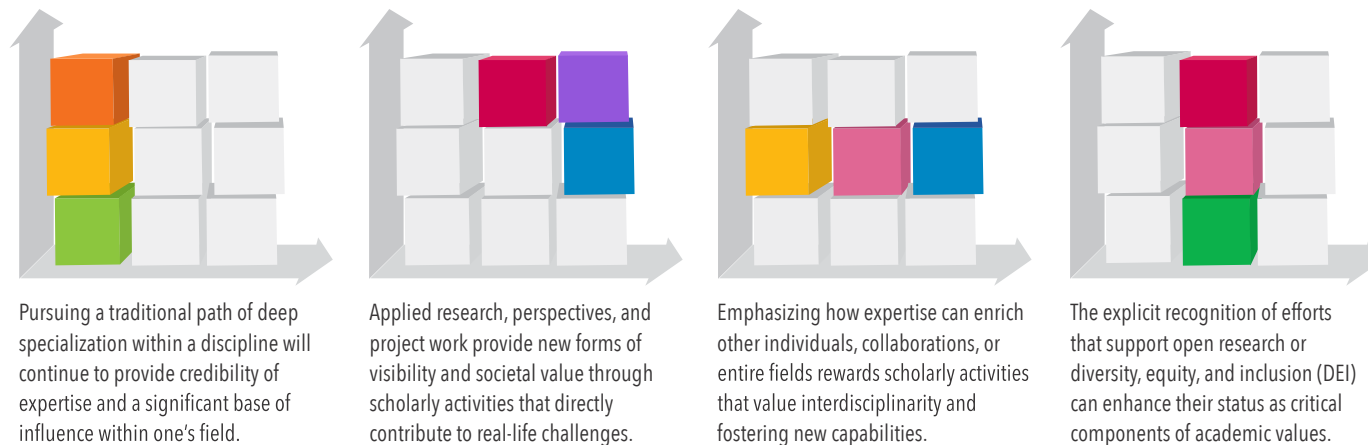 Pursuing a traditional path of deep
specialization within a discipline will
continue to provide credibility of
expertise and a significant base of
influence within one's field.
Applied research, perspectives, and
project work provide new forms of
visibility and societal value through
scholarly activities that directly
contribute to real-life challenges.
Emphasizing how expertise can enrich
other individuals, collaborations, or
entire fields rewards scholarly activities
that value interdisciplinarity and
fostering new capabilities.
The explicit recognition of efforts
that support open research or
diversity, equity, and inclusion (DEI)
can enhance their status as critical
components of academic values.